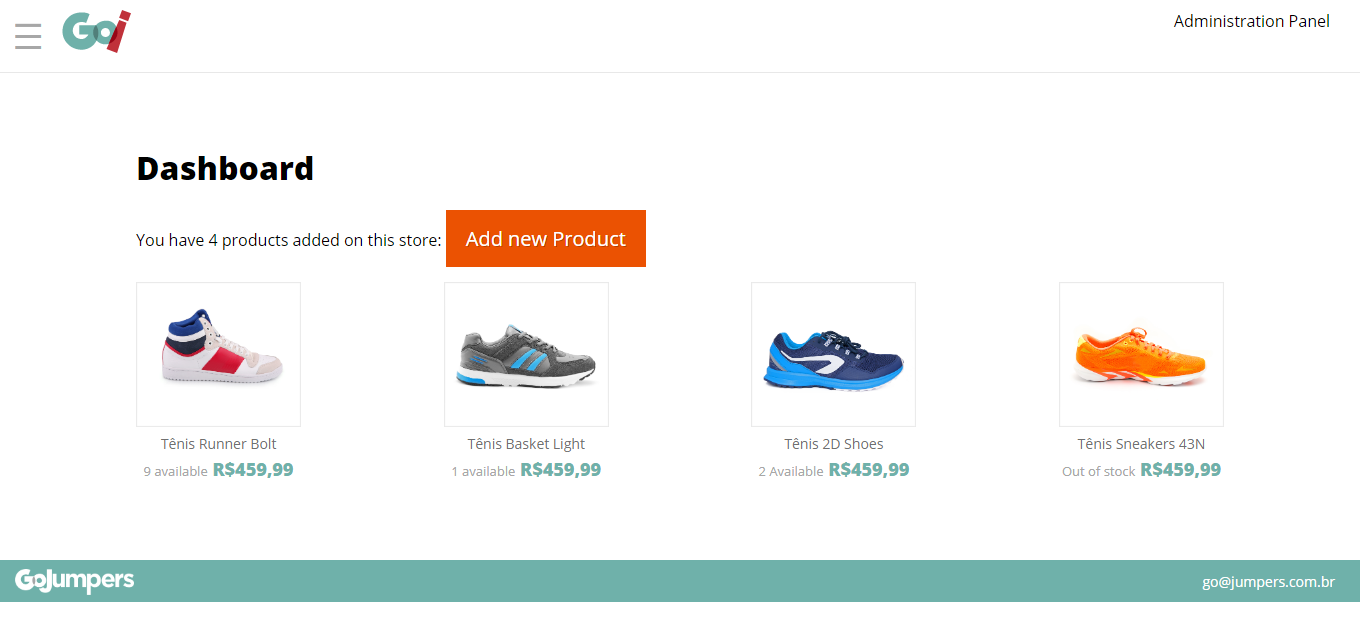 Goj
Administration Panel
Dashboard
You have 4 products added on this store: Add new Product
Tênis Runner Bolt
9 available R$459,99
Tênis Basket Light
1 available R$459,99
Tênis 2D Shoes
2 Available R$459,99
Tênis Sneakers 43N
Out of stock R$459,99
GoJumpers
go@jumpers.com.br